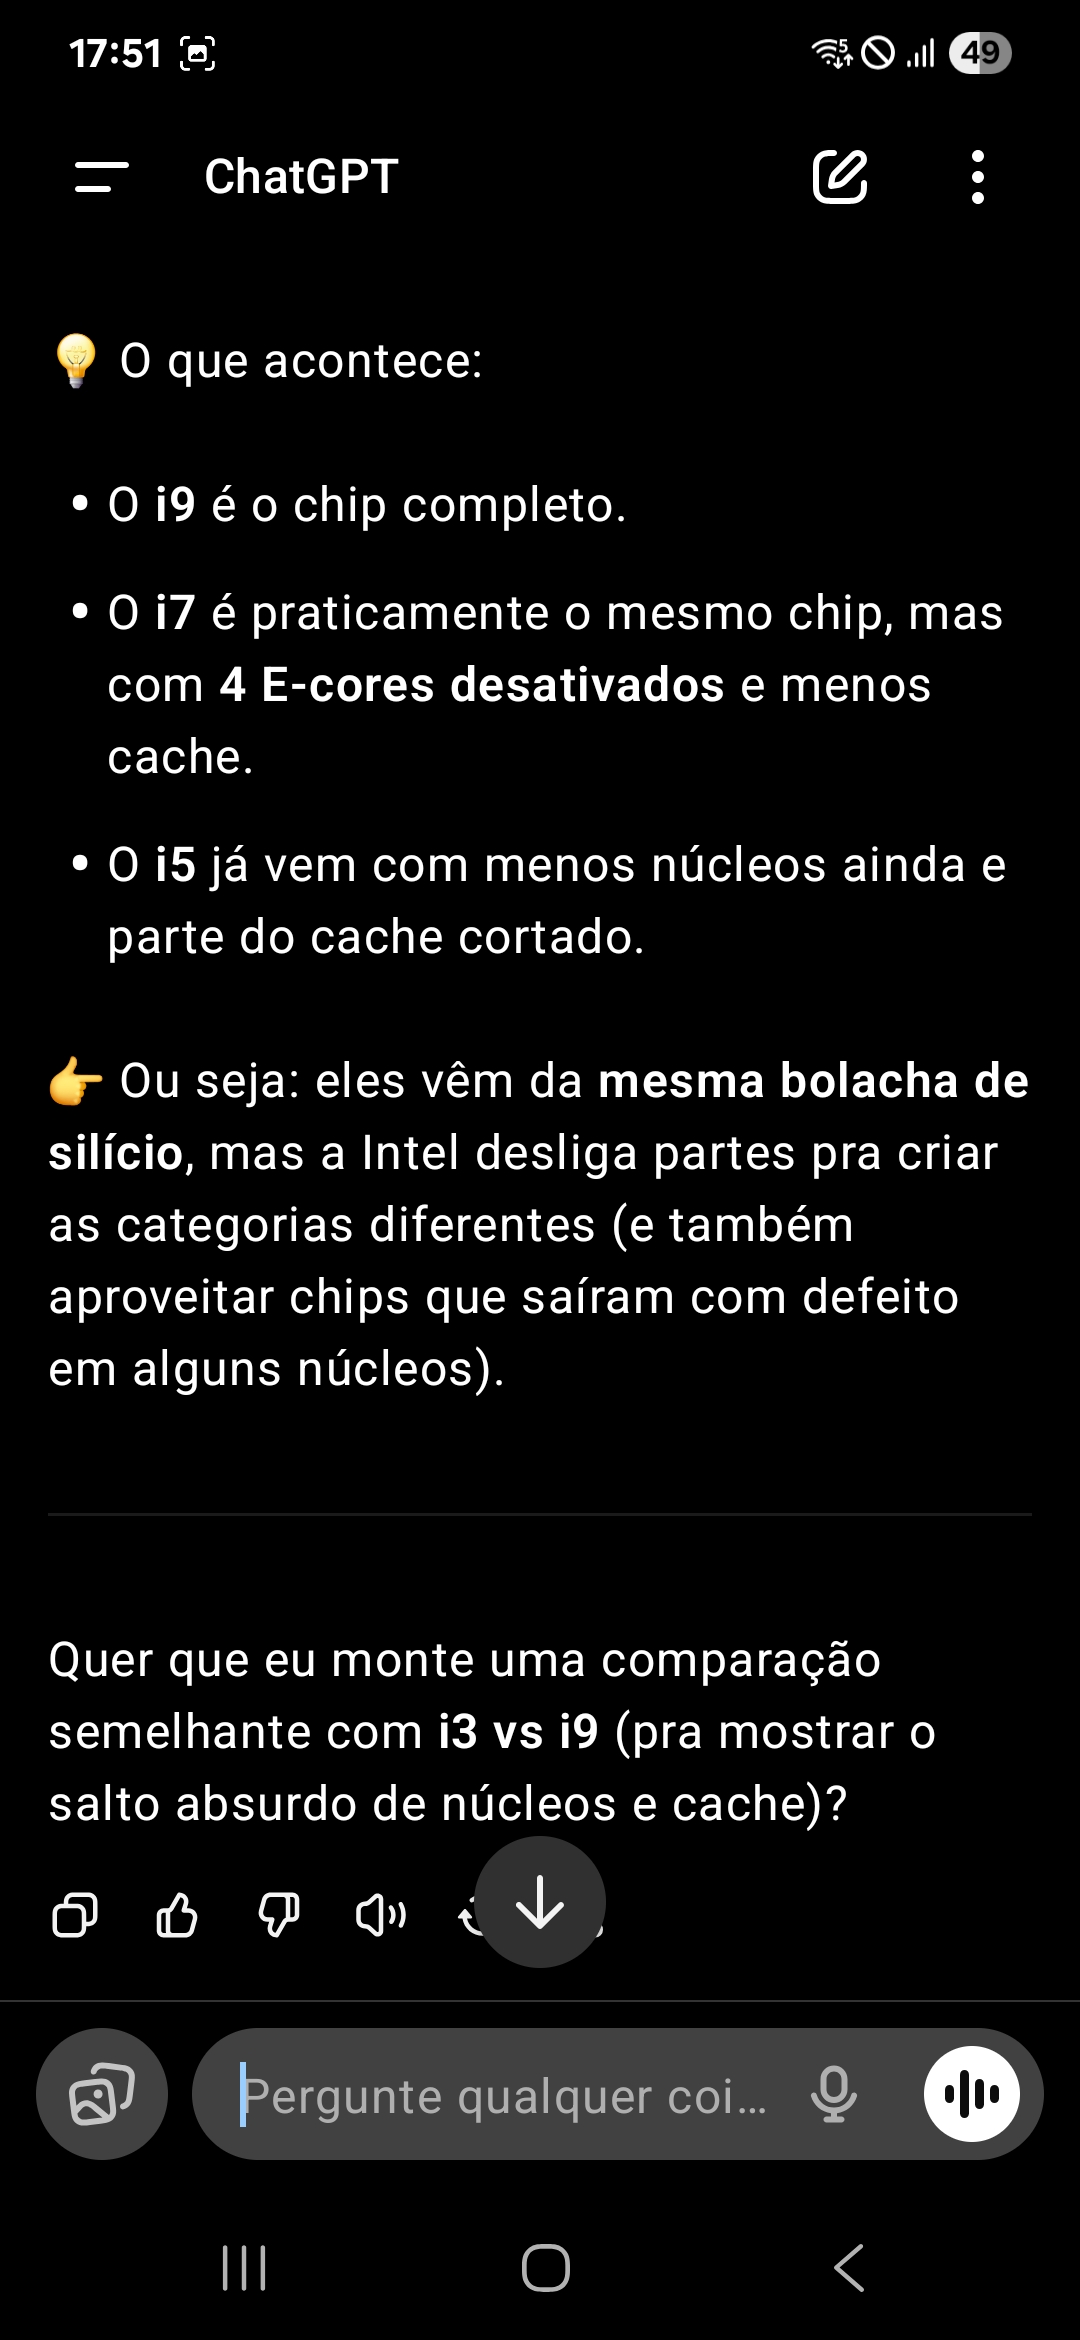 17:51
5
49
ChatGPT
💡 O que acontece:
• O i9 é o chip completo.
• O i7 é praticamente o mesmo chip, mas
com 4 E-cores desativados e menos
cache.
• O i5 já vem com menos núcleos ainda e
parte do cache cortado.
👉 Ou seja: eles vêm da mesma bolacha de
silício, mas a Intel desliga partes pra criar
as categorias diferentes (e também
aproveitar chips que saíram com defeito
em alguns núcleos).
Quer que eu monte uma comparação
semelhante com i3 vs i9 (pra mostrar o
salto absurdo de núcleos e cache)?
Pergunte qualquer coi...